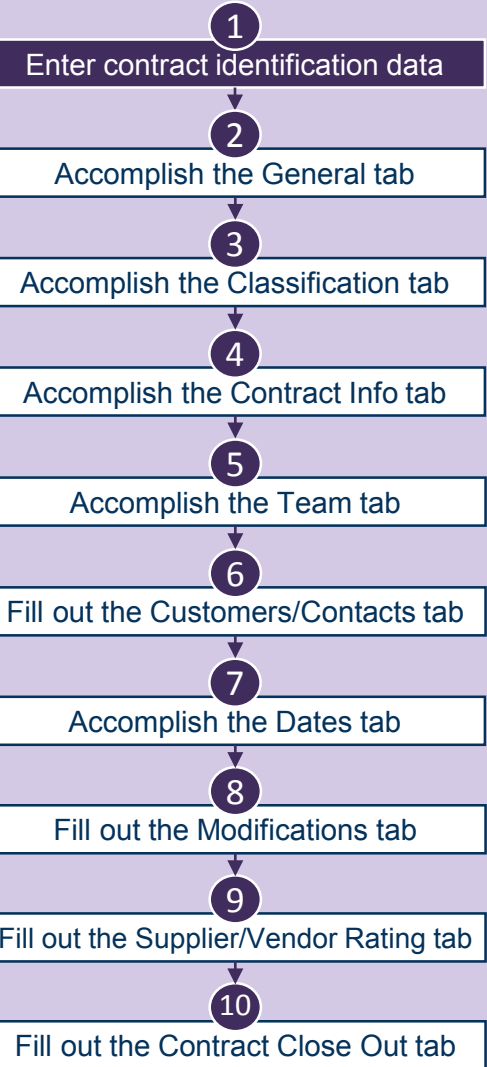 1
Enter contract identification data
2
Accomplish the General tab
3
Accomplish the Classification tab
4
Accomplish the Contract Info tab
5
Accomplish the Team tab
6
Fill out the Customers/Contacts tab
7
Accomplish the Dates tab
8
Fill out the Modifications tab
9
Fill out the Supplier/Vendor Rating tab
10
Fill out the Contract Close Out tab